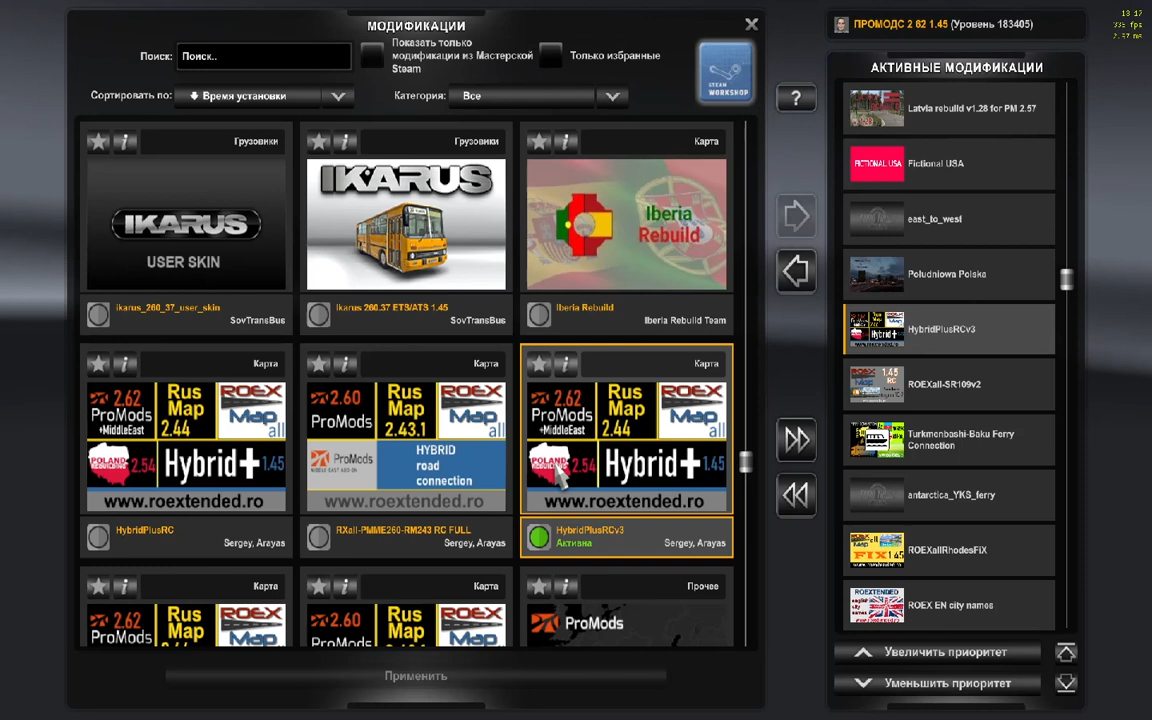 МОДИФИКАЦИИ
Поиск:
Поиск..
Показать только
модификации из Мастерской
Steam
Только избранные
STEAM
WORKSHOP
Сортировать по:
Время установки
Категория:
Все
Грузовики
IKARUS
USER SKIN
ikarus_260_37_user_skin
SovTransBus
Грузовики
IKARUS
Ikarus 260.37 ETS/ATS 1.45
SovTransBus
Карта
Iberia
Rebuild
Iberia Rebuild
Iberia Rebuild Team
Карта
2.62
ProMods
+MiddleEast
Rus
Map
2.44
ROEX
Map
all
POLAND
REBUILDING
2.54
Hybrid+
1.45
www.roextended.ro
HybridPlusRC
Sergey, Arayas
Карта
2.60
ProMods
Rus
Map
2.43.1
ROEX
Map
all
ProMods
MIDDLE EAST ADD-ON
HYBRID
road
connection
www.roextended.ro
RXall-PMME260-RM243 RC FULL
Sergey, Arayas
Карта
2.62
ProMods
+MiddleEast
Rus
Map
2.44
ROEX
Map
all
POLAND
2.54
Hybrid+
1.45
www.roextended.ro
HybridPlusRCv3
Активна
Sergey, Arayas
Карта
2.62
ProMods
Rus
Map
ROEX
Карта
2.60
ProMods
Rus
Map
ROEX
Прочее
ProMods
?
ПРОМОДС 2 62 1.45 (Уровень 183405)
АКТИВНЫЕ МОДИФИКАЦИИ
Latvia rebuild v1.28 for PM 2.57
FICTIONAL USA
Fictional USA
east_to_west
Południowa Polska
HybridPlusRCv3
ROEXall-SR109v2
Turkmenbashi-Baku Ferry
Connection
antarctica_YKS_ferry
ROEXallRhodesFiX
ROEX EN city names
Увеличить приоритет
Уменьшить приоритет
Применить